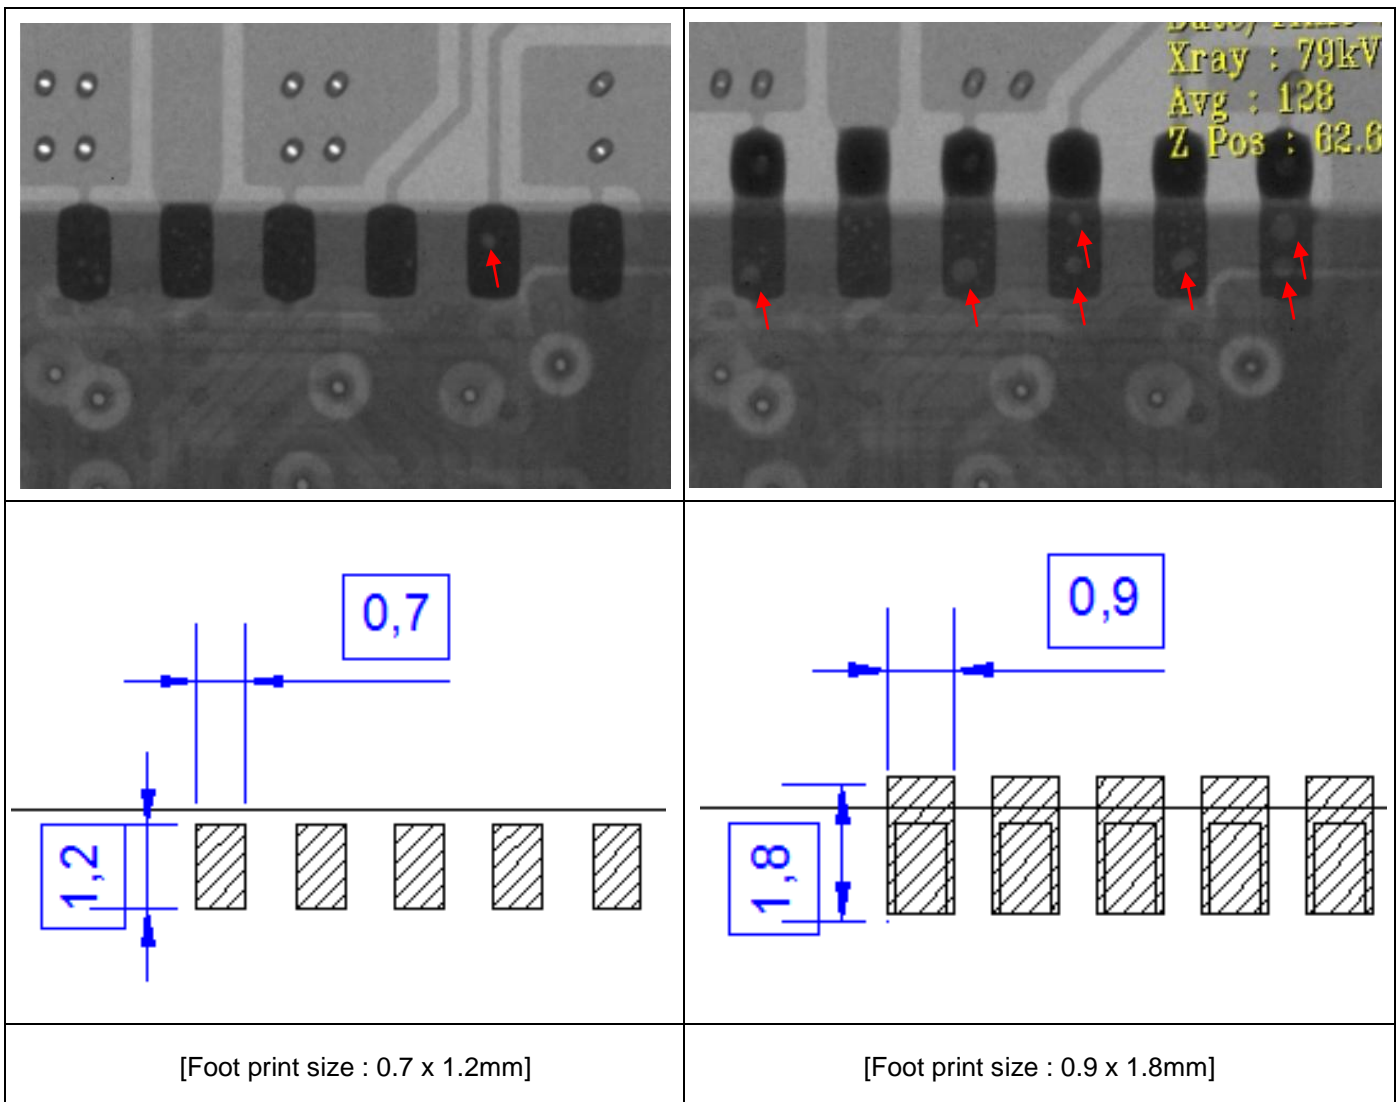 Xray : 79kV
Avg : 128
Z Pos : 62.6
0,7
1,2
0,9
1,8
[Foot print size : 0.7 x 1.2mm]
[Foot print size : 0.9 x 1.8mm]